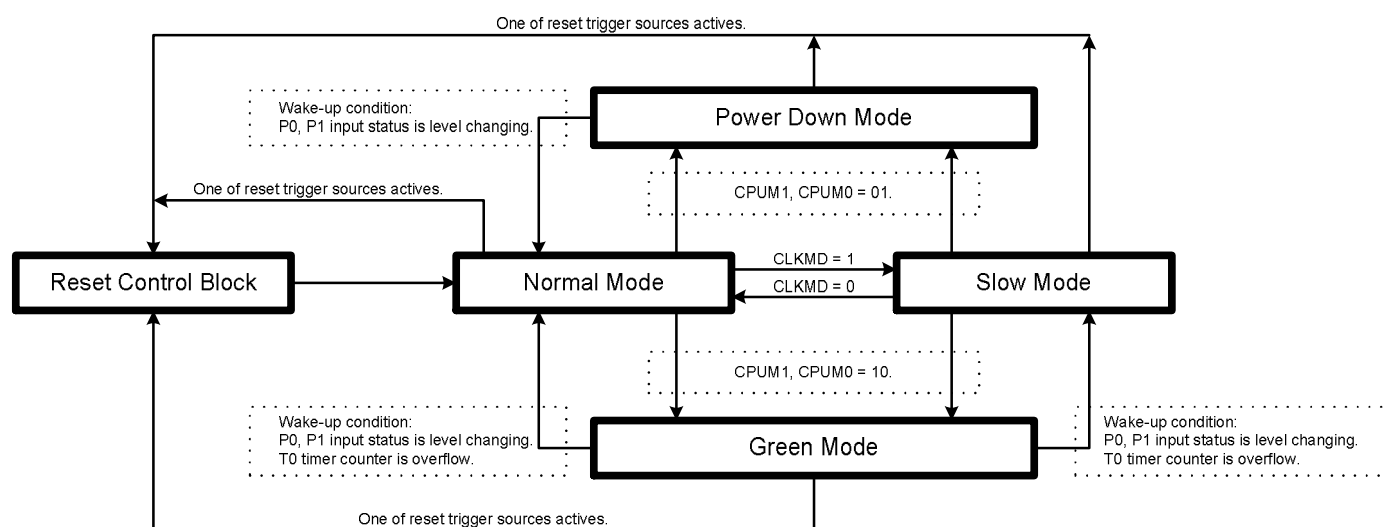 One of reset trigger sources actives.
Wake-up condition:
P0, P1 input status is level changing.
Power Down Mode
One of reset trigger sources actives.
CPUM1, CPUM0 = 01.
Reset Control Block
Normal Mode
CLKMD = 1
CLKMD = 0
Slow Mode
CPUM1, CPUM0 = 10.
Wake-up condition:
P0, P1 input status is level changing.
T0 timer counter is overflow.
Green Mode
Wake-up condition:
P0, P1 input status is level changing.
T0 timer counter is overflow.
One of reset trigger sources actives.